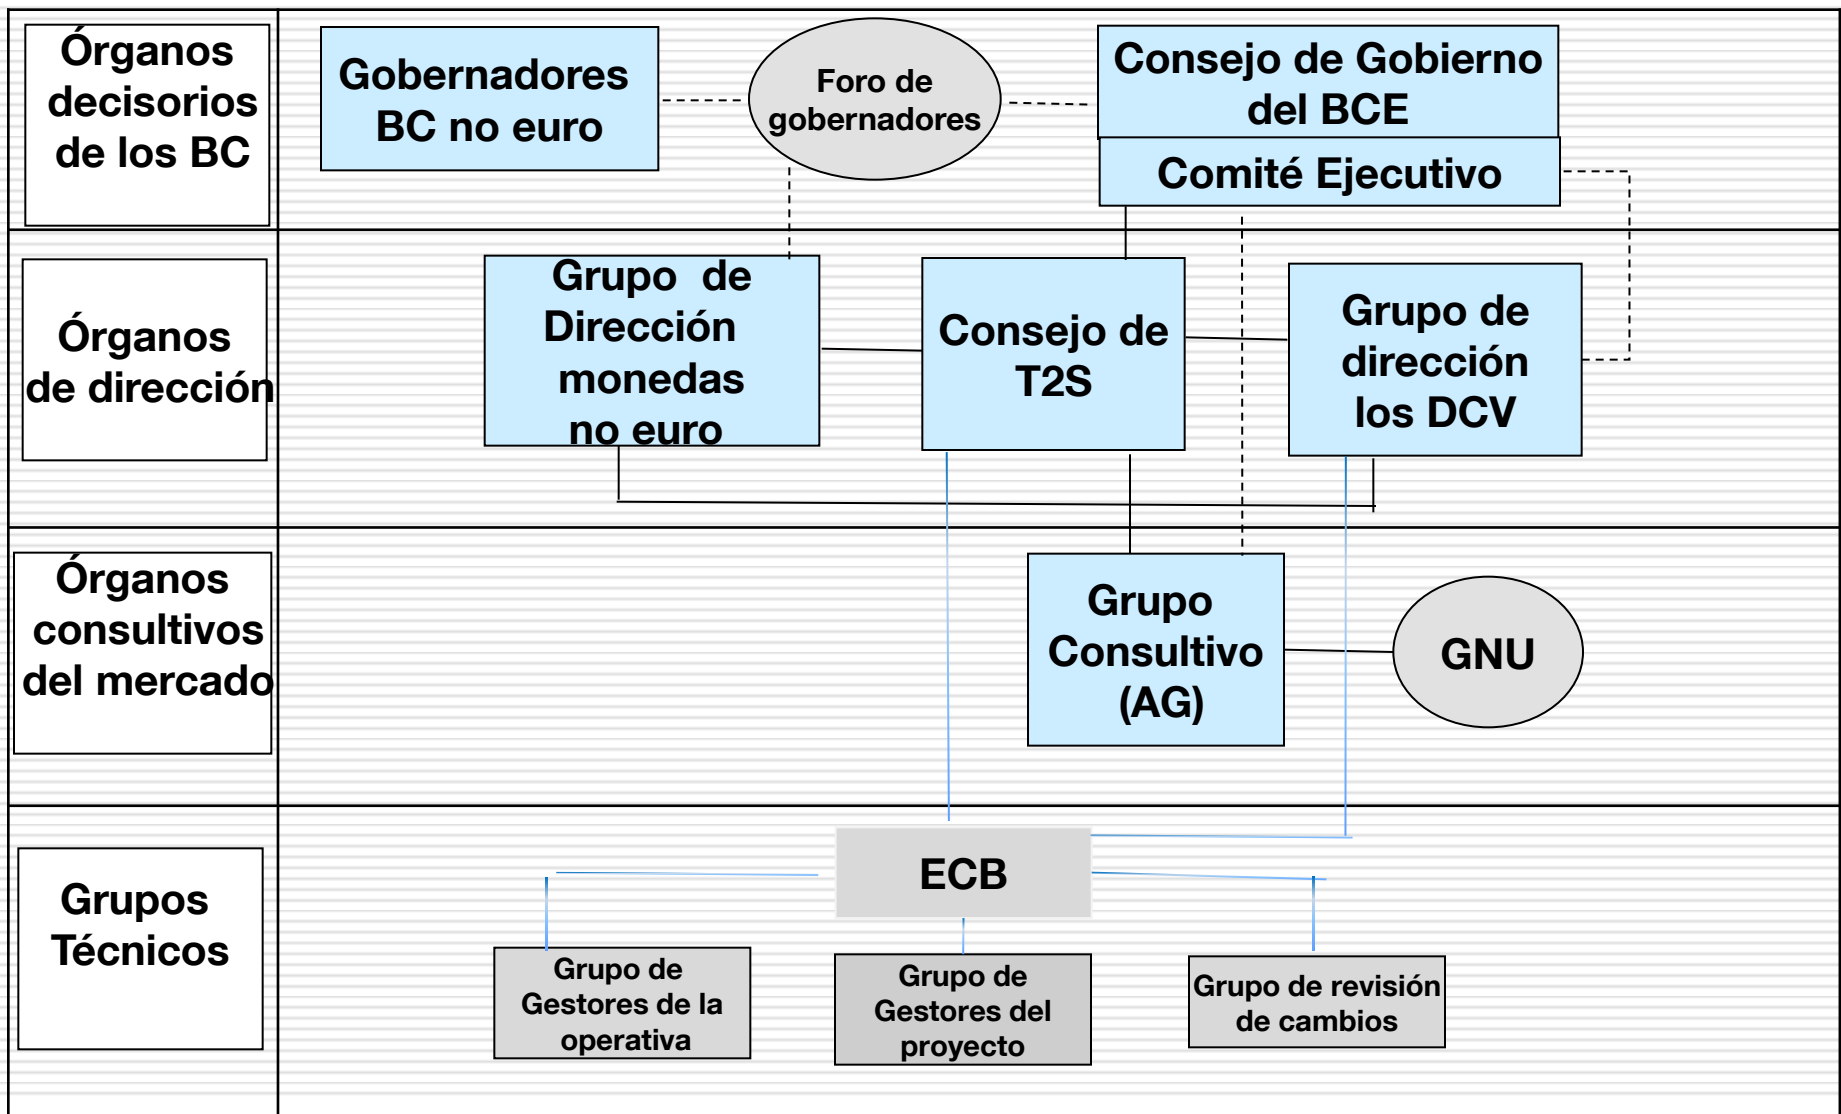 Órganos
decisorios
de los BC
Gobernadores
BC no euro
Foro de
gobernadores
Consejo de Gobierno
del BCE
Comité Ejecutivo
Órganos
de dirección
Grupo de
Dirección
monedas
no euro
Consejo de
T2S
Grupo de
dirección
los DCV
Órganos
consultivos
del mercado
Grupo
Consultivo
(AG)
GNU
Grupos
Técnicos
ECB
Grupo de
Gestores de la
operativa
Grupo de
Gestores del
proyecto
Grupo de revisión
de cambios